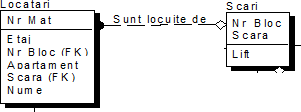 Locatari
Nr Mat
Etaj
Nr Bloc (FK)
Apartament
Scara (FK)
Nume
Sunt locuite de
Scari
Nr Bloc
Scara
Lift